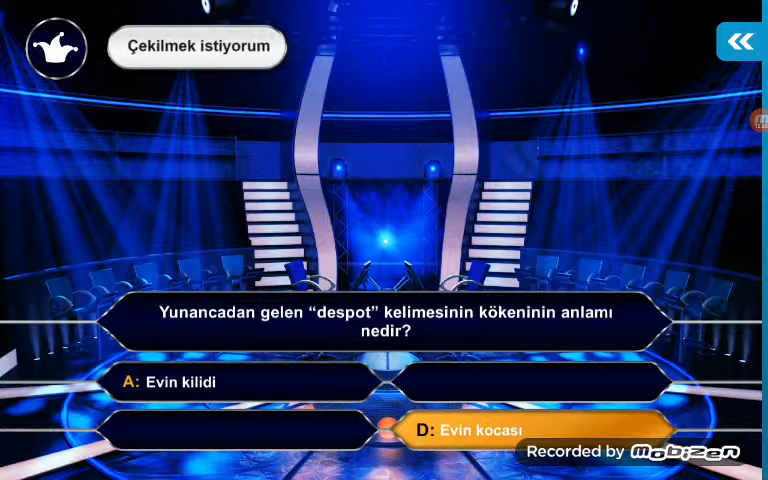 Çekilmek istiyorum
Yunancadan gelen “despot” kelimesinin kökeninin anlamı
nedir?
A: Evin kilidi
D: Evin kocası
Recorded by Mobizen